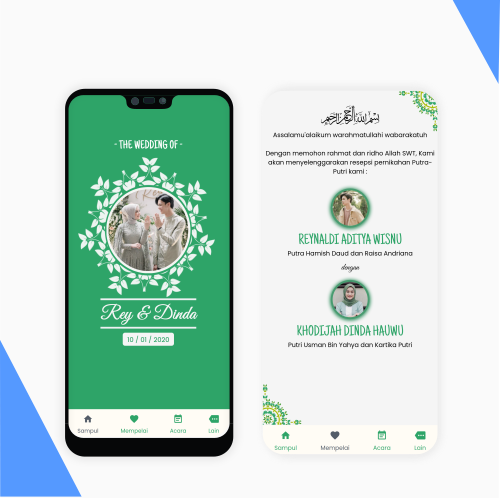 - THE WEDDING OF -
Rey & Dinda
10 / 01 / 2020
Sampul
Mempelai
Acara
Lain
بسم الله الرحمن الرحيم
Assalamu'alaikum warahmatullahi wabarakatuh
Dengan memohon rahmat dan ridho Allah SWT, Kami
akan menyelenggarakan resepsi pernikahan Putra-
Putri kami :
REYNALDI ADITYA WISNU
Putra Hamish Daud dan Raisa Andriana
dengan
KHODIJAH DINDA HAUWU
Putri Usman Bin Yahya dan Kartika Putri
Sampul
Mempelai
Acara
Lain